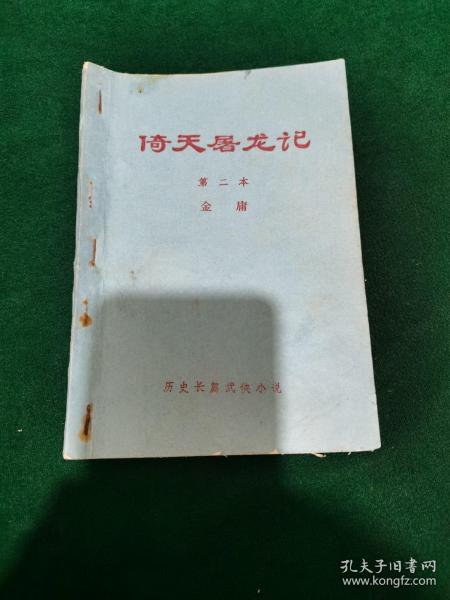 倚天屠龙记
第二本
金庸
历史长篇武侠小说
孔夫子旧书网
www.kongfz.com